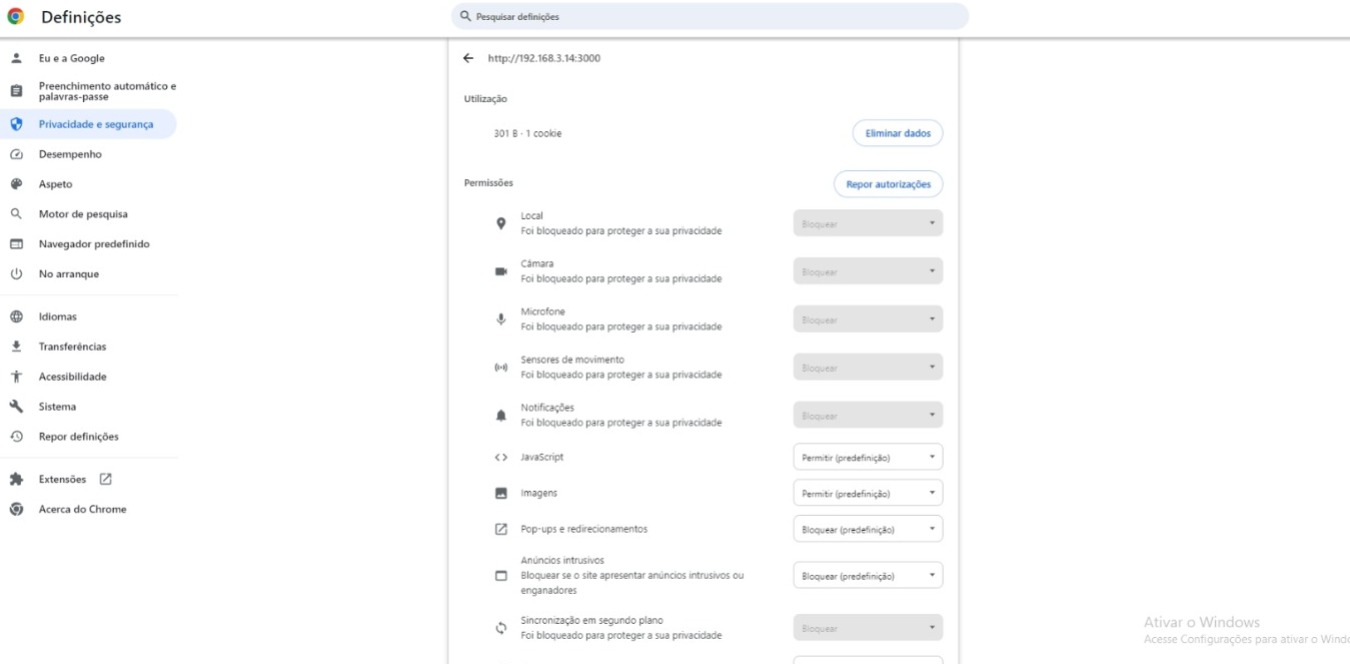 Definições
Pesquisar definições
Eu e a Google
Preenchimento automático e
palavras-passe
Privacidade e segurança
Desempenho
Aspeto
Motor de pesquisa
Navegador predefinido
No arranque
Idiomas
Transferências
Acessibilidade
Sistema
Repor definições
Extensões
Acerca do Chrome
http://192.168.3.14:3000
Utilização
301 B · 1 cookie
Eliminar dados
Permissões
Repor autorizações
Local
Foi bloqueado para proteger a sua privacidade
Bloquear
Câmara
Foi bloqueado para proteger a sua privacidade
Bloquear
Microfone
Foi bloqueado para proteger a sua privacidade
Bloquear
Sensores de movimento
Foi bloqueado para proteger a sua privacidade
Bloquear
Notificações
Foi bloqueado para proteger a sua privacidade
Bloquear
JavaScript
Permitir (predefinição)
Imagens
Permitir (predefinição)
Pop-ups e redirecionamentos
Bloquear (predefinição)
Anúncios intrusivos
Bloquear se o site apresentar anúncios intrusivos ou
enganadores
Bloquear (predefinição)
Sincronização em segundo plano
Foi bloqueado para proteger a sua privacidade
Bloquear
Ativar o Windows
Acesse Configurações para ativar o Windo